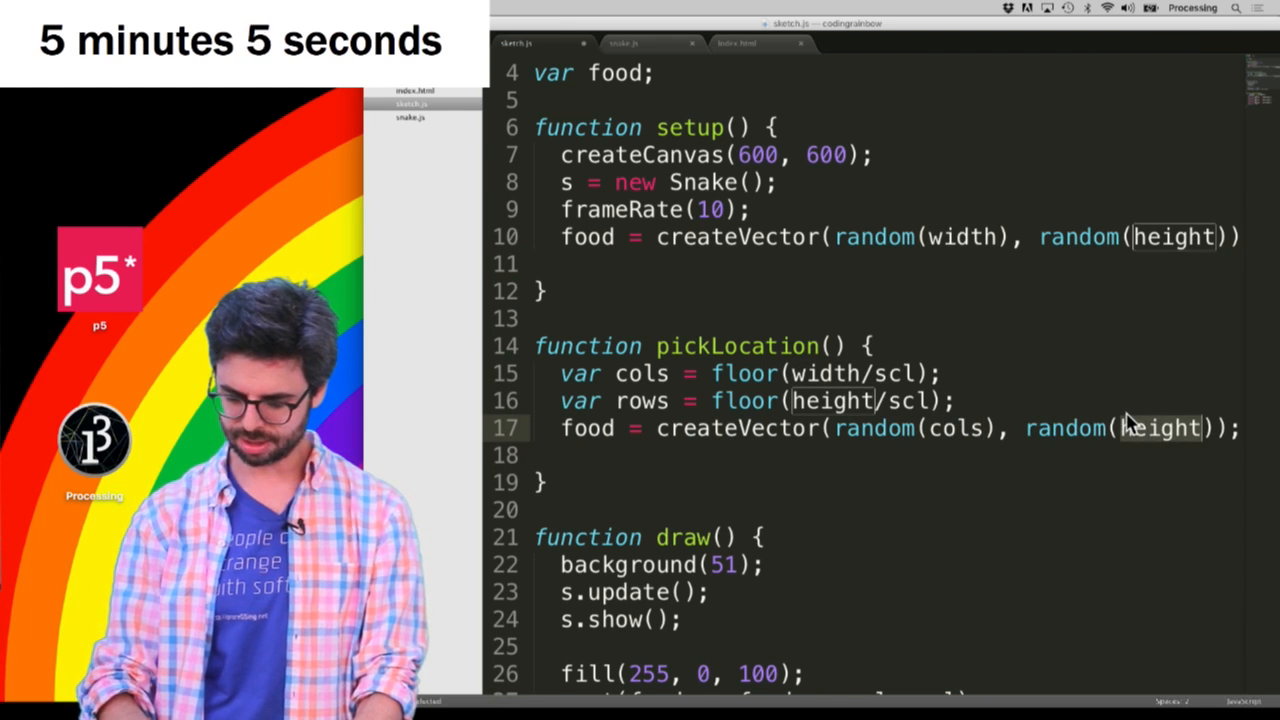 5 minutes 5 seconds
Processing
sketch.js — codingrainbow
sketch.js
snake.js
index.html
index.html
sketch.js
snake.js
4 var food;
5
6 function setup() {
7 createCanvas(600, 600);
8 s = new Snake();
9 frameRate(10);
10 food = createVector(random(width), random(height))
11
12 }
13
14 function pickLocation() {
15 var cols = floor(width/scl);
16 var rows = floor(height/scl);
17 food = createVector(random(cols), random(height));
18
19 }
20
21 function draw() {
22 background(51);
23 s.update();
24 s.show();
25
26 fill(255, 0, 100);
p5*
p5
Processing
eople c
trange
with soft
Spaces: 2
JavaScript